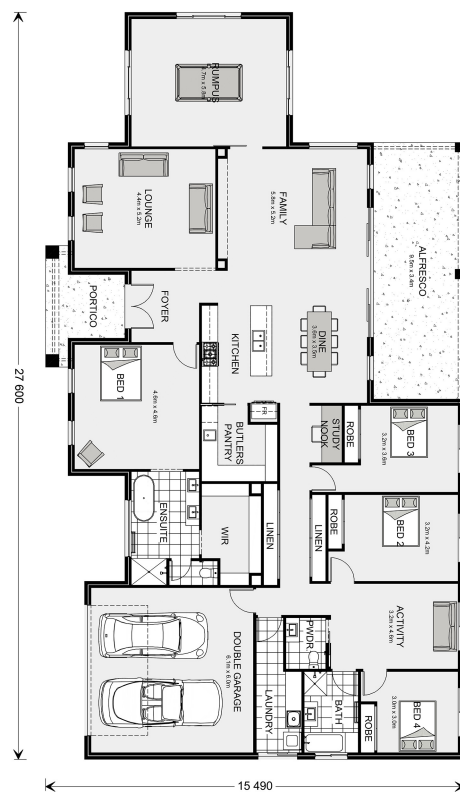 RUMPUS
4.7m x 5.8m
LOUNGE
4.4m x 5.2m
FAMILY
5.8m x 5.2m
ALFRESCO
9.5m x 3.4m
PORTICO
FOYER
KITCHEN
DINE
3.6m x 3.0m
27 600
BED 1
4.6m x 4.6m
FR
BUTLERS
PANTRY
STUDY
NOOK
ROBE
BED 3
3.2m x 3.6m
ENSUITE
WIR
LINEN
LINEN
ROBE
BED 2
3.2m x 4.2m
DOUBLE GARAGE
6.1m x 6.0m
LAUNDRY
PWDR
BATH
ACTIVITY
3.2m x 4.6m
ROBE
BED 4
3.0m x 3.0m
15 490